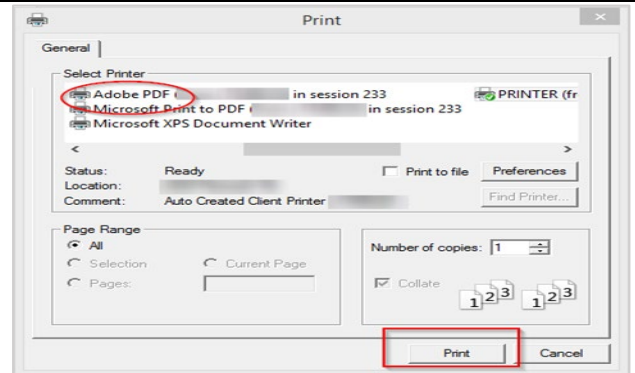 Print
General
Select Printer
Adobe PDF ( in session 233 PRINTER (fr
Microsoft Print to PDF ( in session 233
Microsoft XPS Document Writer
Status: Ready Print to file Preferences
Location:
Comment: Auto Created Client Printer Find Printer...
Page Range
All Number of copies: 1
Selection Current Page
Pages: Collate
1 2 3 1 2 3
Print Cancel